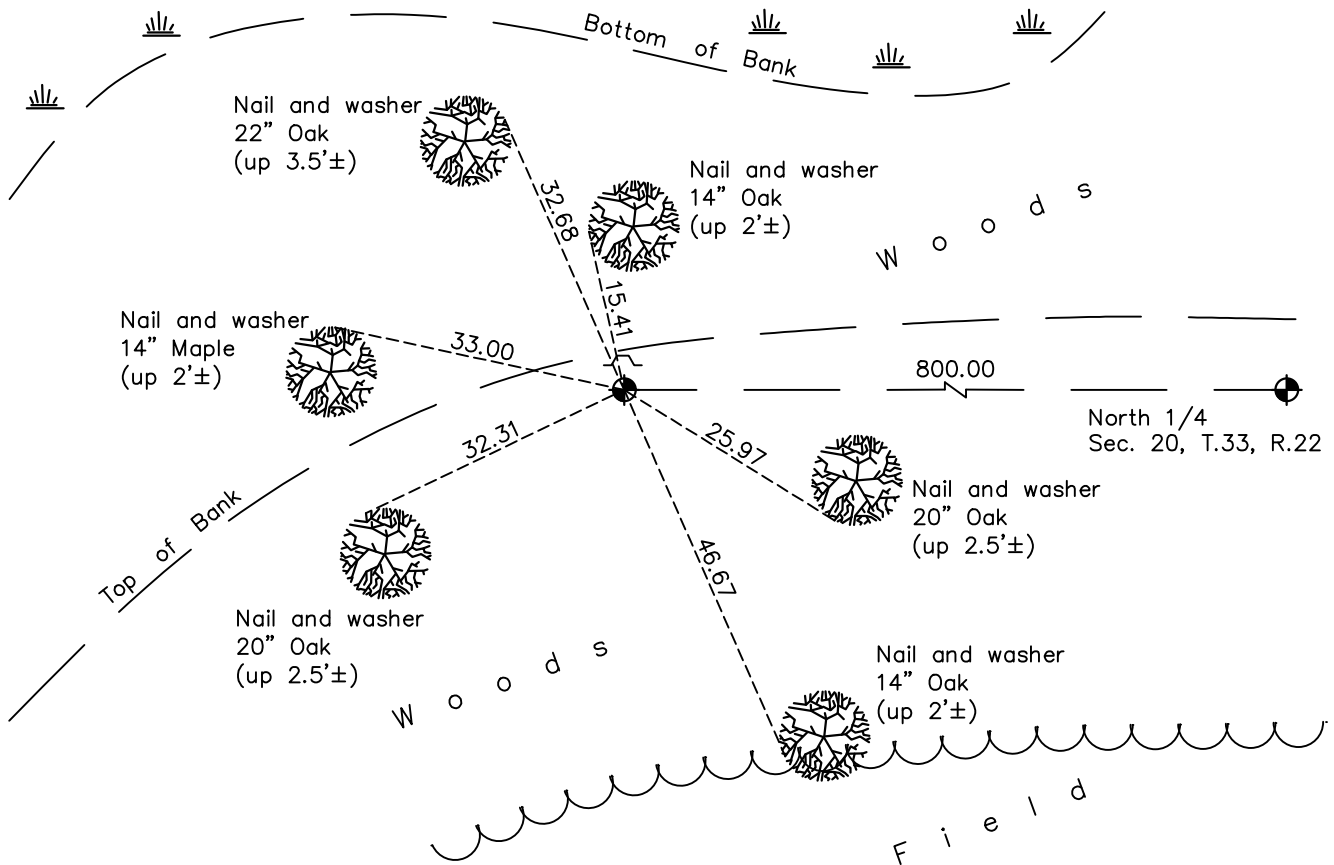 Bottom of Bank
Nail and washer
22" Oak
(up 3.5'±)
Nail and washer
14" Oak
(up 2'±)
32.68
Woods
15.41
Nail and washer
14" Maple
(up 2'±)
33.00
800.00
North 1/4
Sec. 20, T.33, R.22
32.31
25.97
Nail and washer
20" Oak
(up 2.5'±)
Top of Bank
46.67
Nail and washer
20" Oak
(up 2.5'±)
Woods
Nail and washer
14" Oak
(up 2'±)
Field